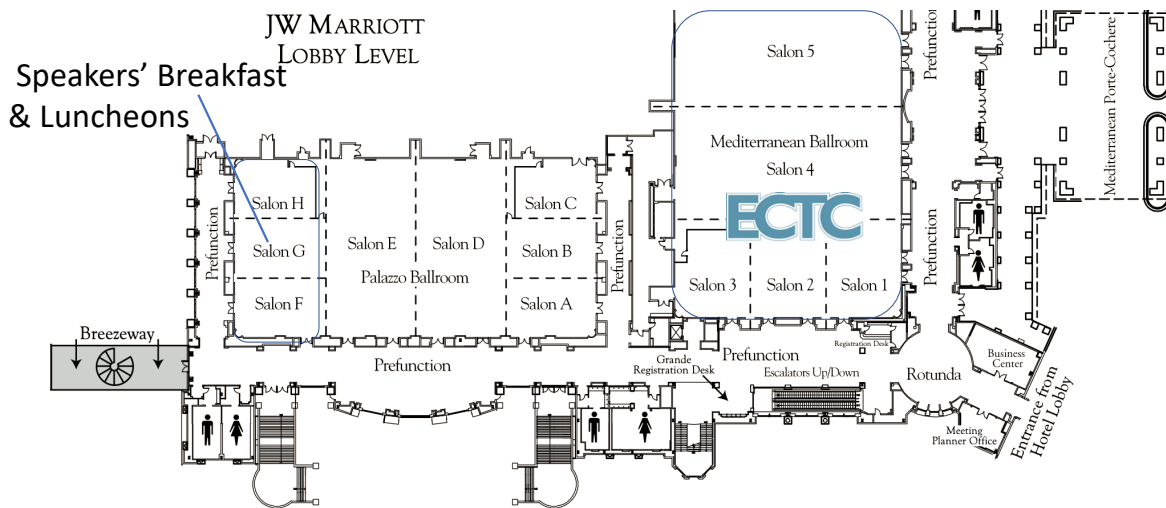 JW MARRIOTT
LOBBY LEVEL
Speakers' Breakfast
& Luncheons
Salon 5
Mediterranean Ballroom
Salon 4
ECTC
Salon 3
Salon 2
Salon 1
Prefunction
Prefunction
Mediterranean Porte-Cochere
Salon H
Salon G
Salon F
Salon E
Salon D
Palazzo Ballroom
Salon C
Salon B
Salon A
Prefunction
Prefunction
Breezeway
Prefunction
Prefunction
Grande
Registration Desk
Escalators Up/Down
Registration Desk
Rotunda
Business
Center
Meeting
Planner Office
Entrance from
Hotel Lobby